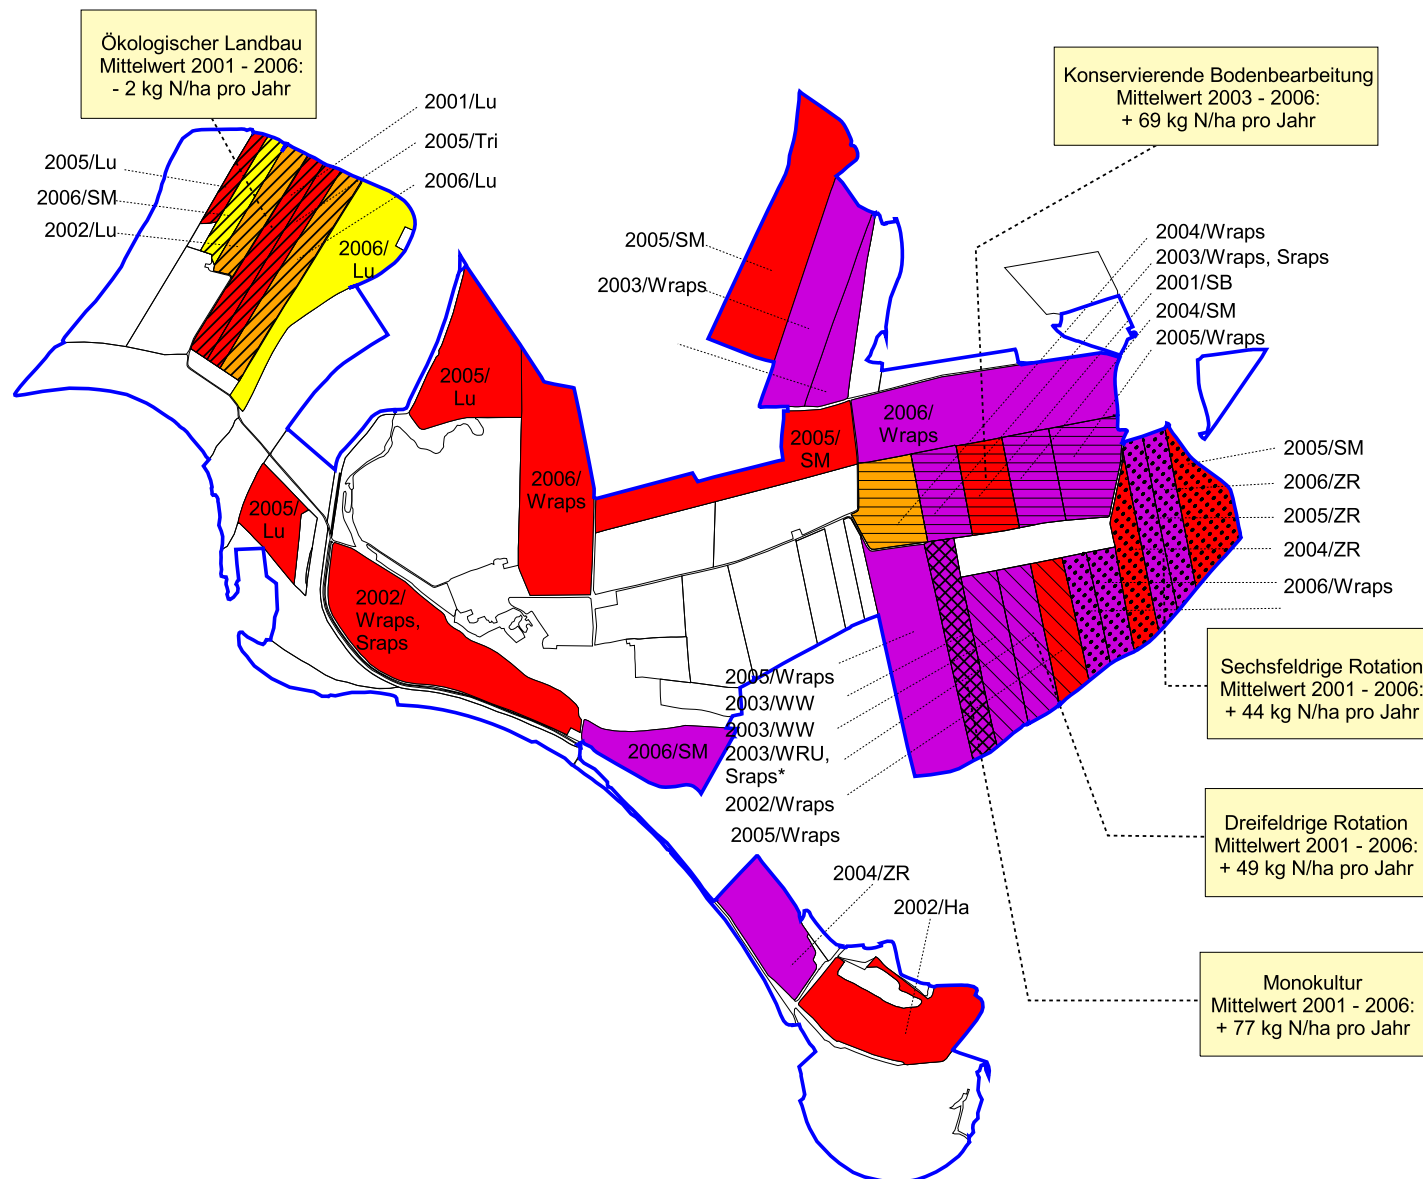 Ökologischer Landbau
Mittelwert 2001 - 2006:
- 2 kg N/ha pro Jahr
2001/Lu
2005/Tri
2006/Lu
2005/Lu
2006/SM
2002/Lu
2006/
Lu
Konservierende Bodenbearbeitung
Mittelwert 2003 - 2006:
+ 69 kg N/ha pro Jahr
2005/SM
2003/Wraps
2004/Wraps
2003/Wraps, Sraps
2001/SB
2004/SM
2005/Wraps
2005/
Lu
2006/
Wraps
2005/
SM
2006/
Wraps
2005/
Lu
2002/
Wraps,
Sraps
2005/SM
2006/ZR
2005/ZR
2004/ZR
2006/Wraps
Sechsfeldrige Rotation
Mittelwert 2001 - 2006:
+ 44 kg N/ha pro Jahr
2005/Wraps
2003/WW
2003/WW
2003/WRU,
Sraps*
2002/Wraps
2005/Wraps
2006/SM
Dreifeldrige Rotation
Mittelwert 2001 - 2006:
+ 49 kg N/ha pro Jahr
2004/ZR
2002/Ha
Monokultur
Mittelwert 2001 - 2006:
+ 77 kg N/ha pro Jahr